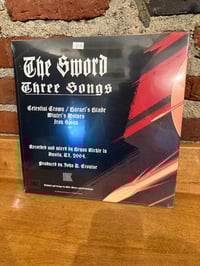 The Sword
Three Songs
Celestial Crown / Barael's Blade
Winter's Wolves
Iron Swan
Recorded and mixed by Bryan Richie in
Austin, TX, 2004.
Produced by John D. Cronise